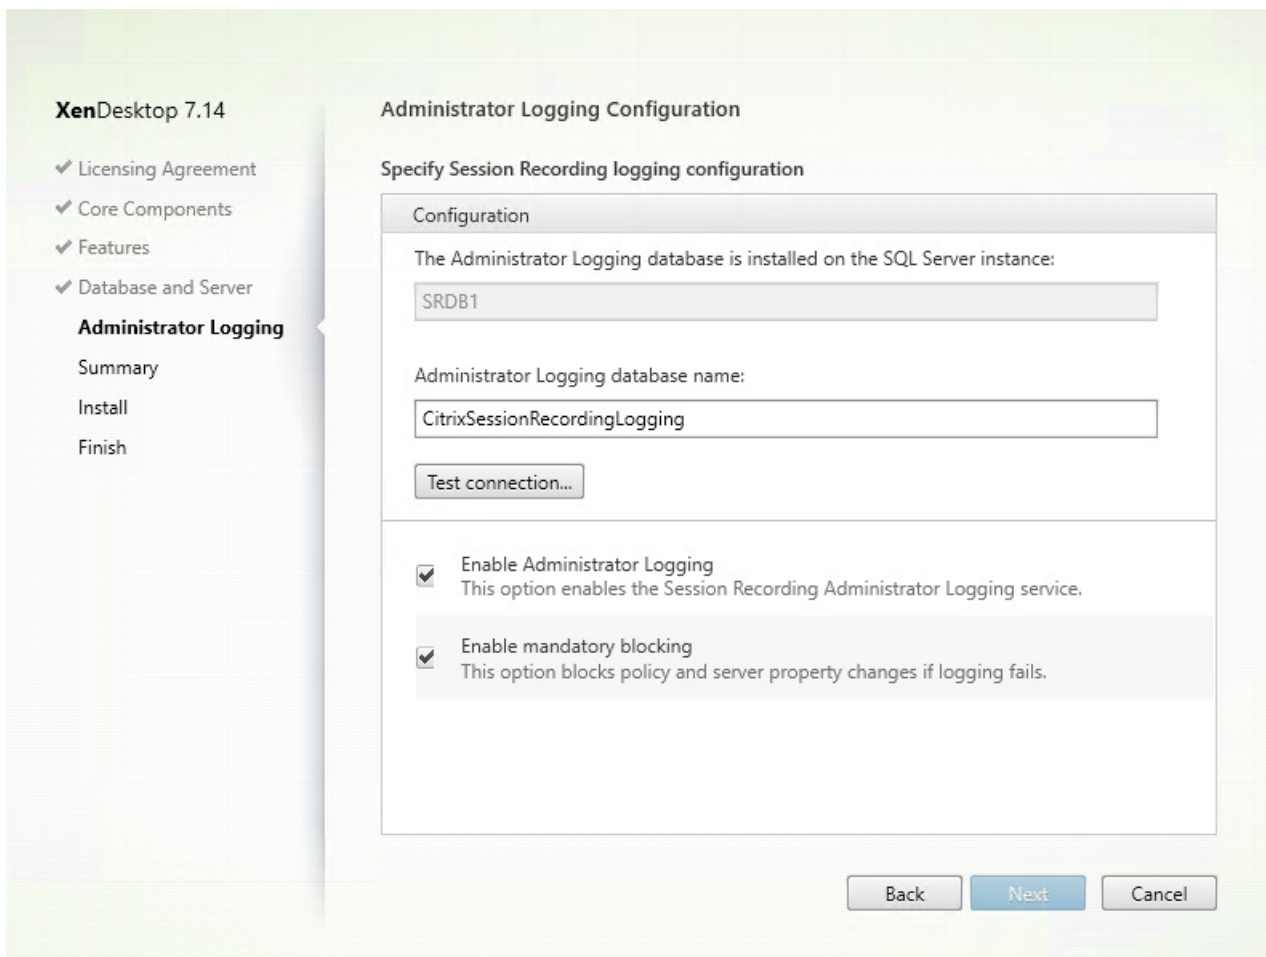 XenDesktop 7.14
Licensing Agreement
Core Components
Features
Database and Server
Administrator Logging
Summary
Install
Finish
Administrator Logging Configuration
Specify Session Recording logging configuration
Configuration
The Administrator Logging database is installed on the SQL Server instance:
SRDB1
Administrator Logging database name:
CitrixSessionRecordingLogging
Test connection...
Enable Administrator Logging
This option enables the Session Recording Administrator Logging service.
Enable mandatory blocking
This option blocks policy and server property changes if logging fails.
Back
Next
Cancel